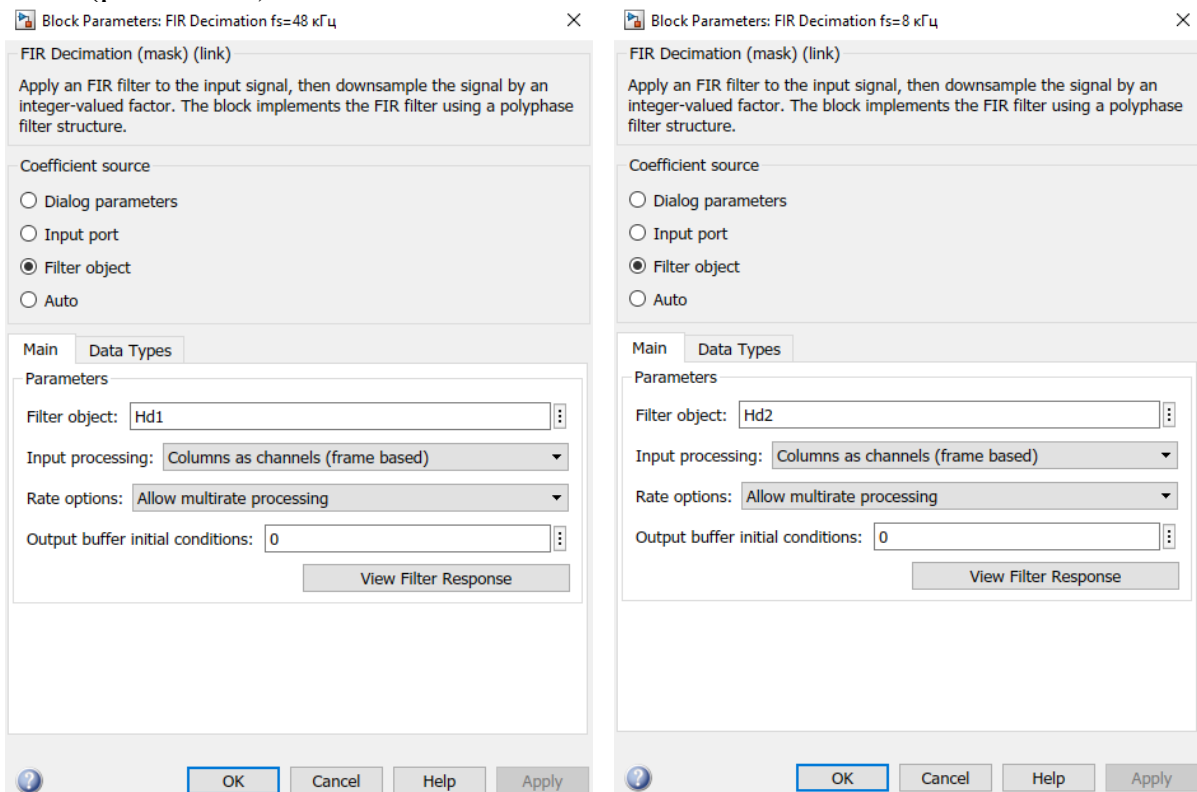 Block Parameters: FIR Decimation fs=48 кГц
FIR Decimation (mask) (link)
Apply an FIR filter to the input signal, then downsample the signal by an
integer-valued factor. The block implements the FIR filter using a polyphase
filter structure.
Coefficient source
Dialog parameters
Input port
Filter object
Auto
Main Data Types
Parameters
Filter object: Hd1
Input processing: Columns as channels (frame based)
Rate options: Allow multirate processing
Output buffer initial conditions: 0
View Filter Response
OK Cancel Help Apply
Block Parameters: FIR Decimation fs=8 кГц
FIR Decimation (mask) (link)
Apply an FIR filter to the input signal, then downsample the signal by an
integer-valued factor. The block implements the FIR filter using a polyphase
filter structure.
Coefficient source
Dialog parameters
Input port
Filter object
Auto
Main Data Types
Parameters
Filter object: Hd2
Input processing: Columns as channels (frame based)
Rate options: Allow multirate processing
Output buffer initial conditions: 0
View Filter Response
OK Cancel Help Apply